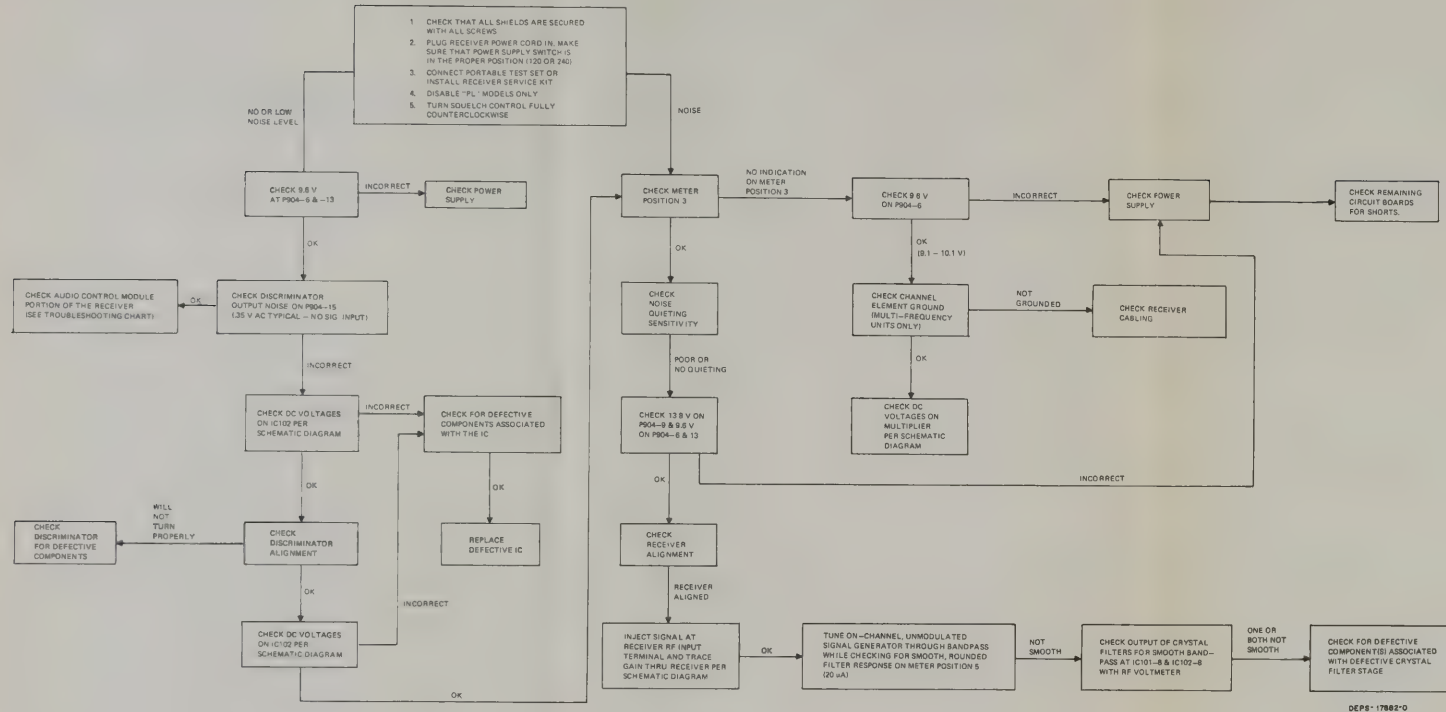 1. CHECK THAT ALL SHIELDS ARE SECURED
WITH ALL SCREWS
2. PLUG RECEIVER POWER CORD IN, MAKE
SURE THAT POWER SUPPLY SWITCH IS
IN THE PROPER POSITION (120 OR 240)
3. CONNECT PORTABLE TEST SET OR
INSTALL RECEIVER SERVICE KIT
4. DISABLE "PL" MODELS ONLY
5. TURN SQUELCH CONTROL FULLY
COUNTERCLOCKWISE
NO OR LOW
NOISE LEVEL
NOISE
CHECK 9.8 V
AT P904-6 & -13
INCORRECT
CHECK POWER
SUPPLY
OK
CHECK DISCRIMINATOR
OUTPUT NOISE ON P904-15
(.35 V AC TYPICAL - NO SIG INPUT)
OK
CHECK AUDIO CONTROL MODULE
PORTION OF THE RECEIVER
(SEE TROUBLESHOOTING CHART)
INCORRECT
CHECK DC VOLTAGES
ON IC102 PER
SCHEMATIC DIAGRAM
INCORRECT
CHECK FOR DEFECTIVE
COMPONENTS ASSOCIATED
WITH THE IC
OK
REPLACE
DEFECTIVE IC
OK
CHECK
DISCRIMINATOR
ALIGNMENT
WILL
NOT
TURN
PROPERLY
CHECK
DISCRIMINATOR
FOR DEFECTIVE
COMPONENTS
OK
CHECK DC VOLTAGES
ON IC102 PER
SCHEMATIC DIAGRAM
INCORRECT
OK
CHECK METER
POSITION 3
NO INDICATION
ON METER
POSITION 3
CHECK 9 8 V
ON P904-6
INCORRECT
CHECK POWER
SUPPLY
CHECK REMAINING
CIRCUIT BOARDS
FOR SHORTS.
OK
(9.1 - 10.1 V)
CHECK CHANNEL
ELEMENT GROUND
(MULTI-FREQUENCY
UNITS ONLY)
NOT
GROUNDED
CHECK RECEIVER
CABLING
OK
CHECK DC
VOLTAGES ON
MULTIPLIER
PER SCHEMATIC
DIAGRAM
OK
CHECK
NOISE
QUIETING
SENSITIVITY
POOR OR
NO QUIETING
CHECK 13 8 V ON
P904-9 & 9.6 V
ON P904-6 & 13
INCORRECT
OK
CHECK
RECEIVER
ALIGNMENT
RECEIVER
ALIGNED
INJECT SIGNAL AT
RECEIVER RF INPUT
TERMINAL AND TRACE
GAIN THRU RECEIVER PER
SCHEMATIC DIAGRAM
OK
TUNE ON-CHANNEL, UNMODULATED
SIGNAL GENERATOR THROUGH BANDPASS
WHILE CHECKING FOR SMOOTH, ROUNDED
FILTER RESPONSE ON METER POSITION 5
(20 uA)
NOT
SMOOTH
CHECK OUTPUT OF CRYSTAL
FILTERS FOR SMOOTH BAND-
PASS AT IC101-8 & IC102-8
WITH RF VOLTMETER
ONE OR
BOTH NOT
SMOOTH
CHECK FOR DEFECTIVE
COMPONENT(S) ASSOCIATED
WITH DEFECTIVE CRYSTAL
FILTER STAGE
DEPS-17882-O